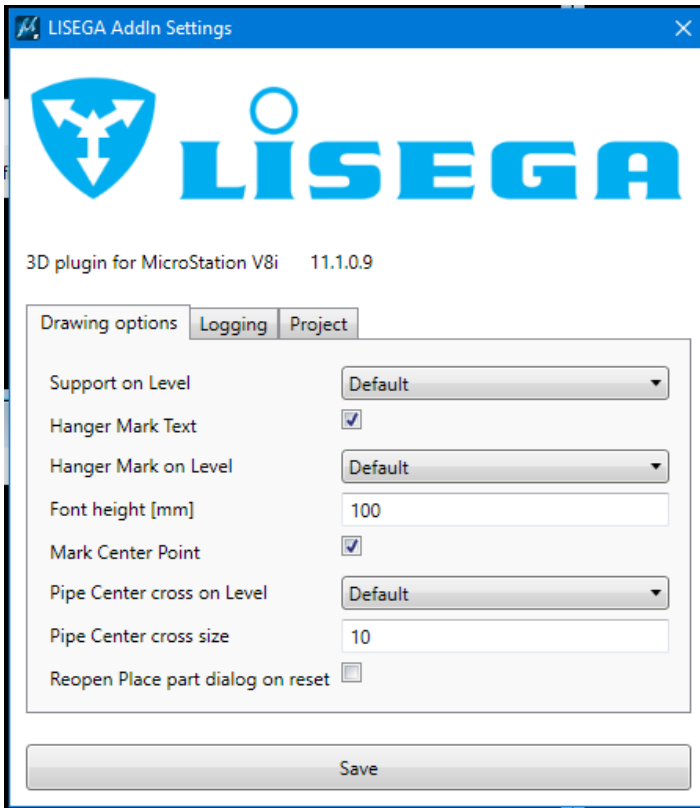 LISEGA AddIn Settings
LiSEGA
3D plugin for MicroStation V8i 11.1.0.9
Drawing options Logging Project
Support on Level Default
Hanger Mark Text
Hanger Mark on Level Default
Font height [mm] 100
Mark Center Point
Pipe Center cross on Level Default
Pipe Center cross size 10
Reopen Place part dialog on reset
Save